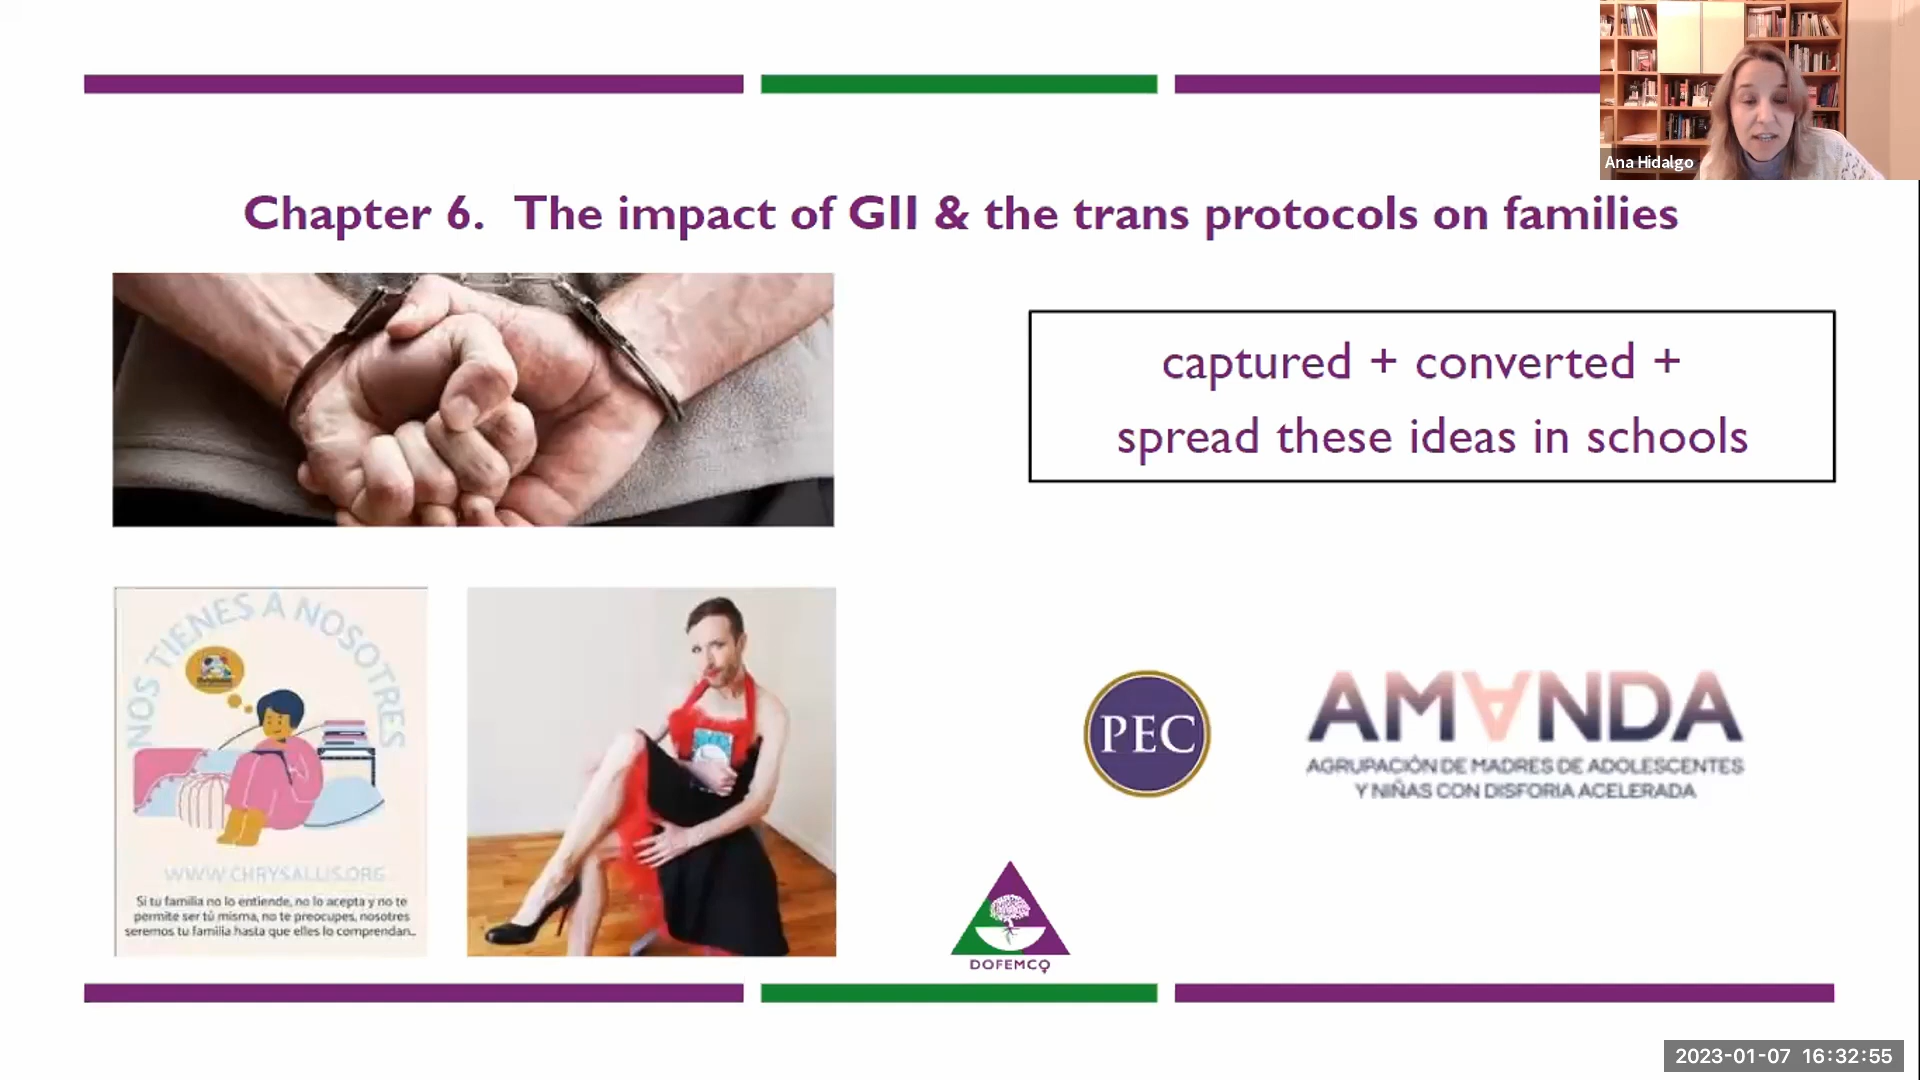 Ana Hidalgo
Chapter 6. The impact of GII & the trans protocols on families
captured + converted +
spread these ideas in schools
NOS TIENES A NOSOTRES
WWW.CHRYSALLIS.ORG
Si tu familia no lo entiende, no lo acepta y no te
permite ser tú misma, no te preocupes, nosotres
seremos tu familia hasta que elles lo comprendan...
PEC
AMANDA
AGRUPACIÓN DE MADRES DE ADOLESCENTES
Y NIÑAS CON DISFORIA ACELERADA
DOFEMCO
2023-01-07 16:32:55